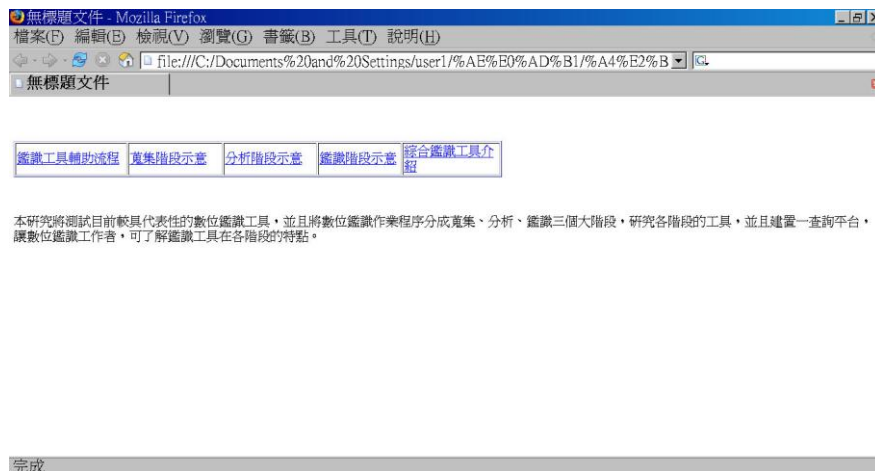 無標題文件 - Mozilla Firefox
檔案(F) 編輯(E) 檢視(V) 瀏覽(G) 書籤(B) 工具(T) 說明(H)
file:///C:/Documents%20and%20Settings/user1/%AE%E0%AD%B1/%A4%E2%B
無標題文件
鑑識工具輔助流程 蒐集階段示意 分析階段示意 鑑識階段示意 綜合鑑識工具介
紹
本研究將測試目前較具代表性的數位鑑識工具，並且將數位鑑識作業程序分成蒐集、分析、鑑識三個大階段，研究各階段的工具，並且建置一查詢平台，
讓數位鑑識工作者，可了解鑑識工具在各階段的特點。
完成